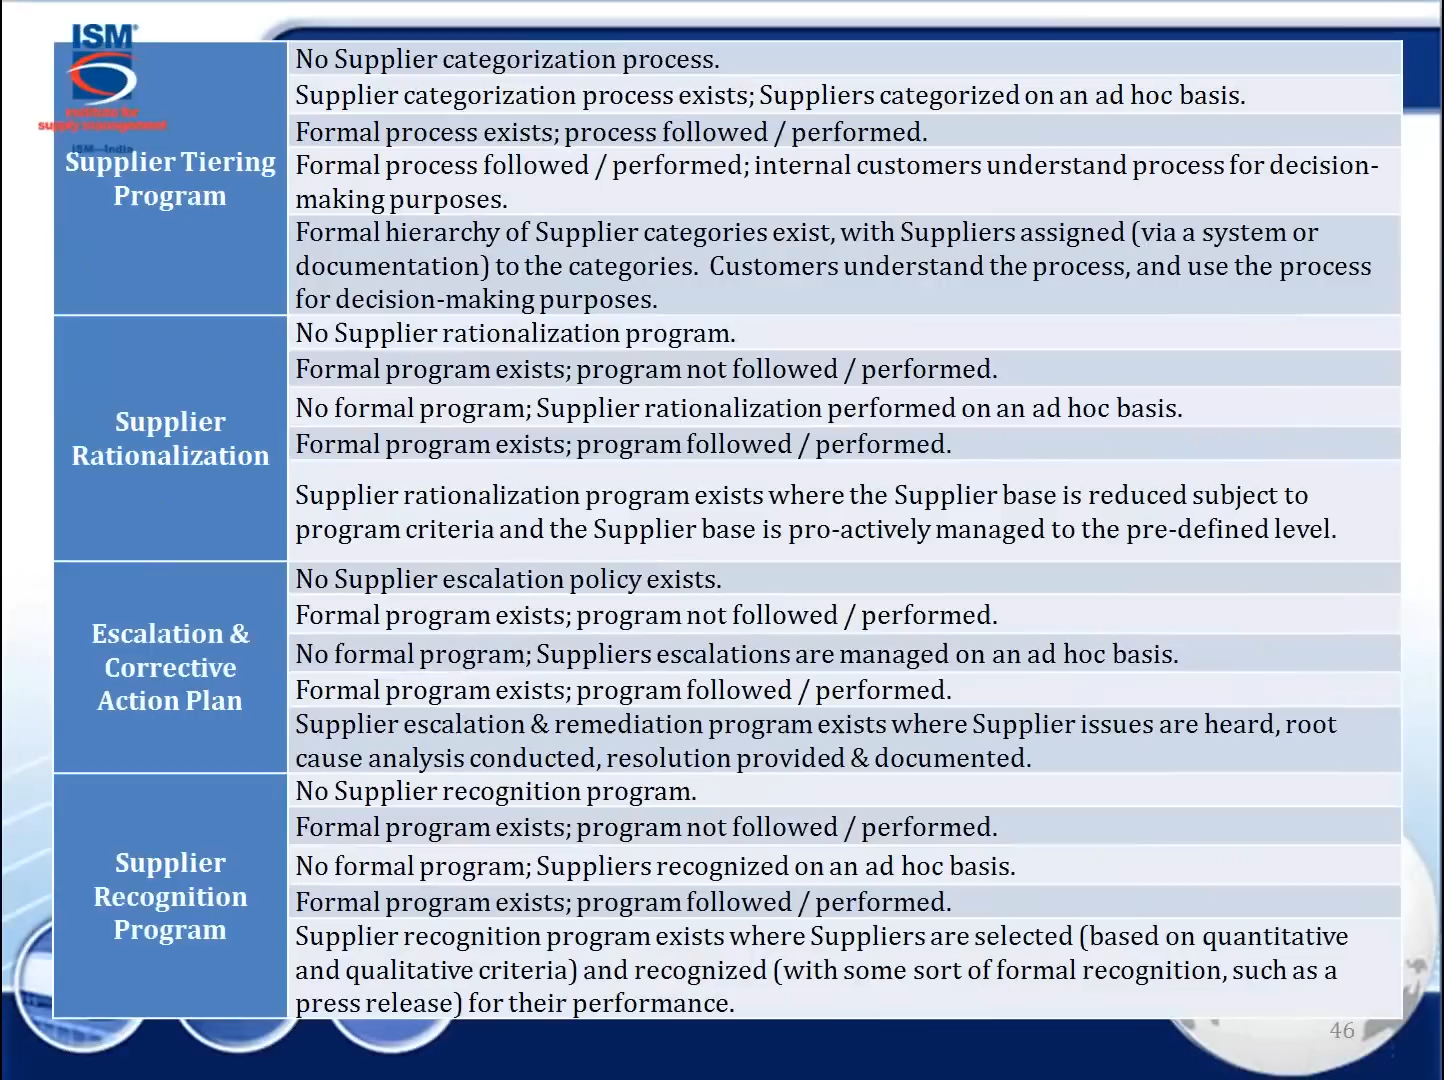 ISM®
institute for
supply management
ISM—India
Supplier Tiering
Program
No Supplier categorization process.
Supplier categorization process exists; Suppliers categorized on an ad hoc basis.
Formal process exists; process followed / performed.
Formal process followed / performed; internal customers understand process for decision-
making purposes.
Formal hierarchy of Supplier categories exist, with Suppliers assigned (via a system or
documentation) to the categories.  Customers understand the process, and use the process
for decision-making purposes.
Supplier
Rationalization
No Supplier rationalization program.
Formal program exists; program not followed / performed.
No formal program; Supplier rationalization performed on an ad hoc basis.
Formal program exists; program followed / performed.
Supplier rationalization program exists where the Supplier base is reduced subject to
program criteria and the Supplier base is pro-actively managed to the pre-defined level.
Escalation &
Corrective
Action Plan
No Supplier escalation policy exists.
Formal program exists; program not followed / performed.
No formal program; Suppliers escalations are managed on an ad hoc basis.
Formal program exists; program followed / performed.
Supplier escalation & remediation program exists where Supplier issues are heard, root
cause analysis conducted, resolution provided & documented.
Supplier
Recognition
Program
No Supplier recognition program.
Formal program exists; program not followed / performed.
No formal program; Suppliers recognized on an ad hoc basis.
Formal program exists; program followed / performed.
Supplier recognition program exists where Suppliers are selected (based on quantitative
and qualitative criteria) and recognized (with some sort of formal recognition, such as a
press release) for their performance.
46